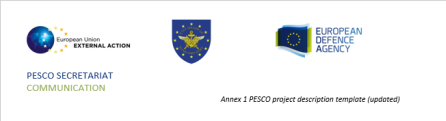 European Union
EXTERNAL ACTION
EUROPEAN
DEFENCE
AGENCY
PESCO SECRETARIAT
COMMUNICATION
Annex 1 PESCO project description template (updated)